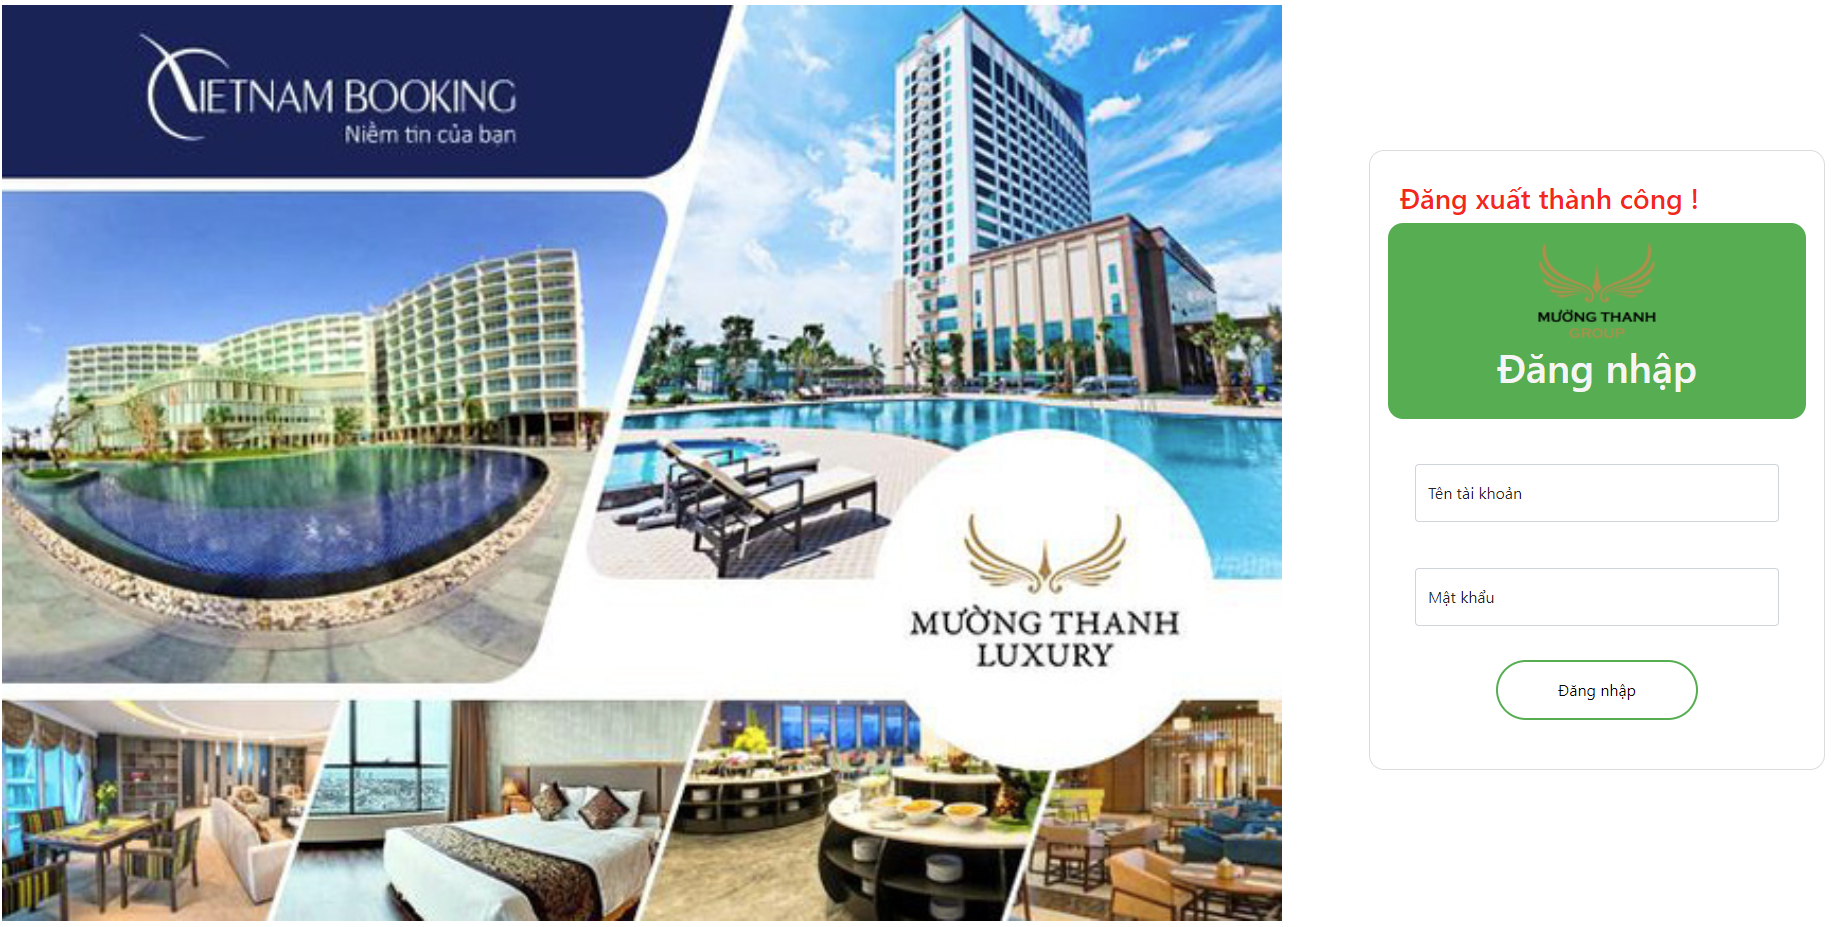 VIETNAM BOOKING
Niềm tin của bạn
MƯỜNG THANH
LUXURY
Đăng xuất thành công !
MƯỜNG THANH
GROUP
Đăng nhập
Tên tài khoản
Mật khẩu
Đăng nhập